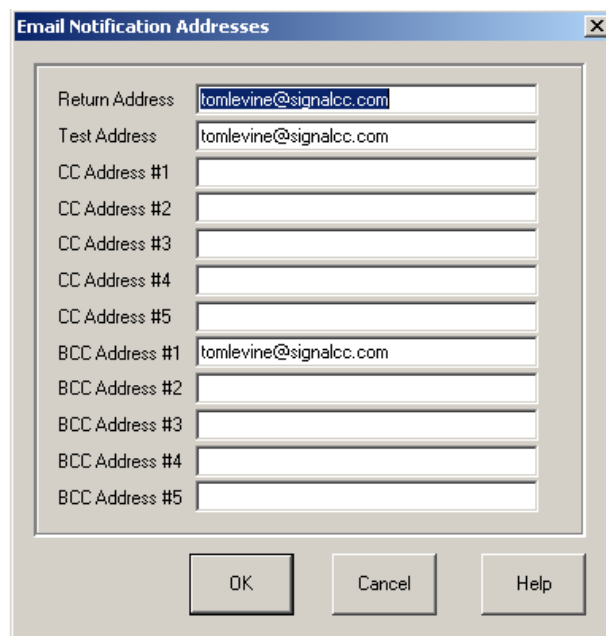 Email Notification Addresses
Return Address tomlevine@signalcc.com
Test Address tomlevine@signalcc.com
CC Address #1
CC Address #2
CC Address #3
CC Address #4
CC Address #5
BCC Address #1 tomlevine@signalcc.com
BCC Address #2
BCC Address #3
BCC Address #4
BCC Address #5
OK Cancel Help